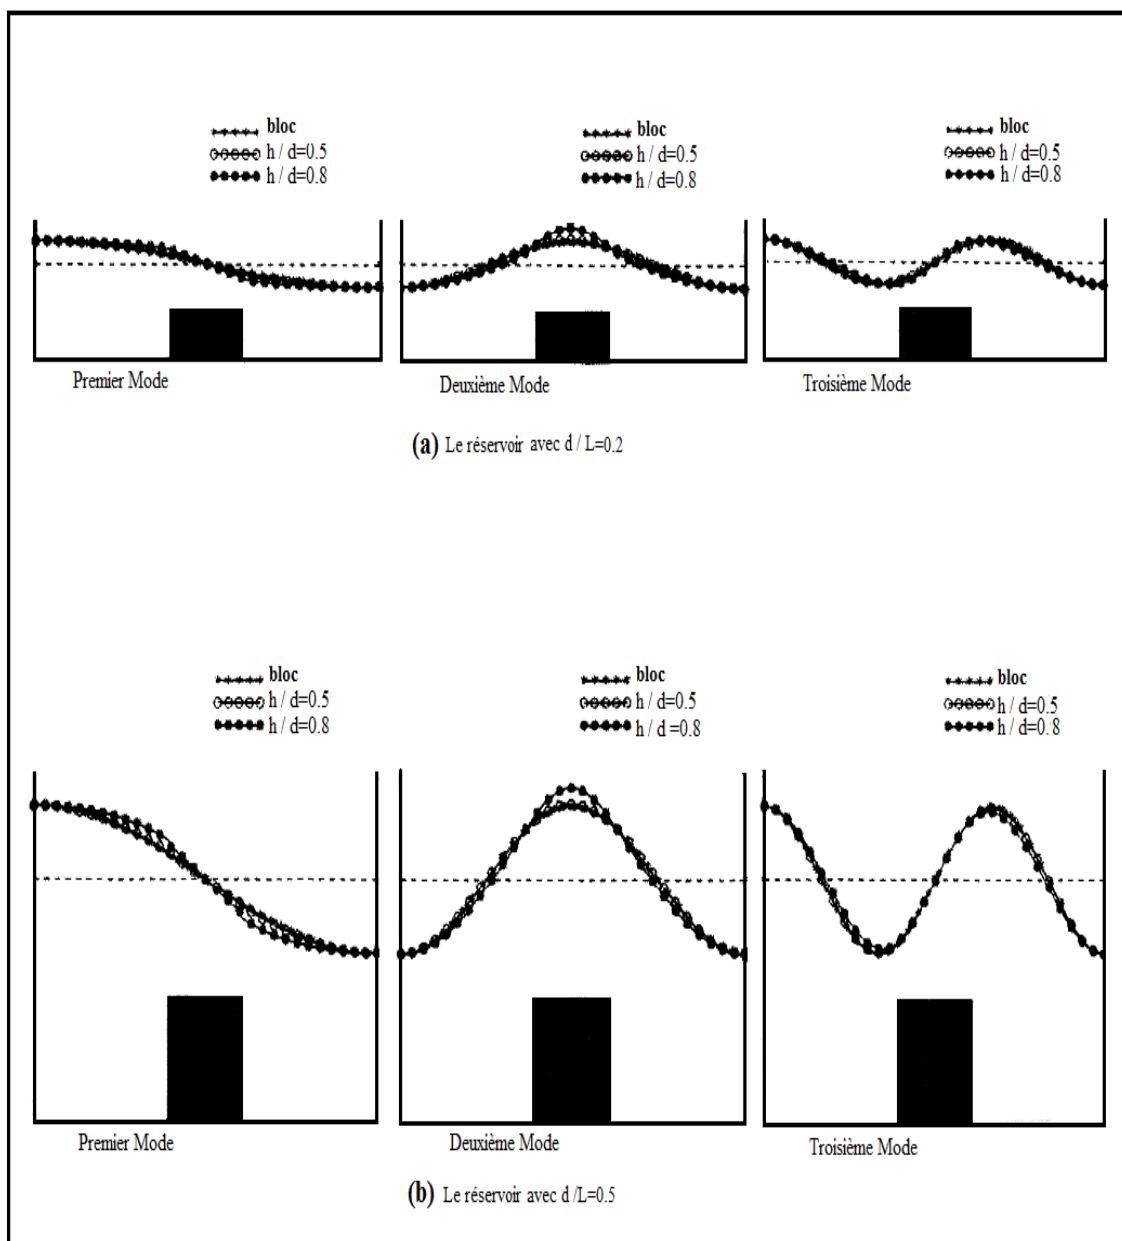 bloc
h / d=0.5
h / d=0.8
bloc
h / d=0.5
h / d=0.8
bloc
h / d=0.5
h / d=0.8
Premier Mode
Deuxième Mode
Troisième Mode
(a) Le réservoir avec d / L=0.2
bloc
h / d=0.5
h / d=0.8
bloc
h / d=0.5
h / d =0.8
bloc
h / d=0.5
h / d=0.8
Premier Mode
Deuxième Mode
Troisième Mode
(b) Le réservoir avec d /L=0.5